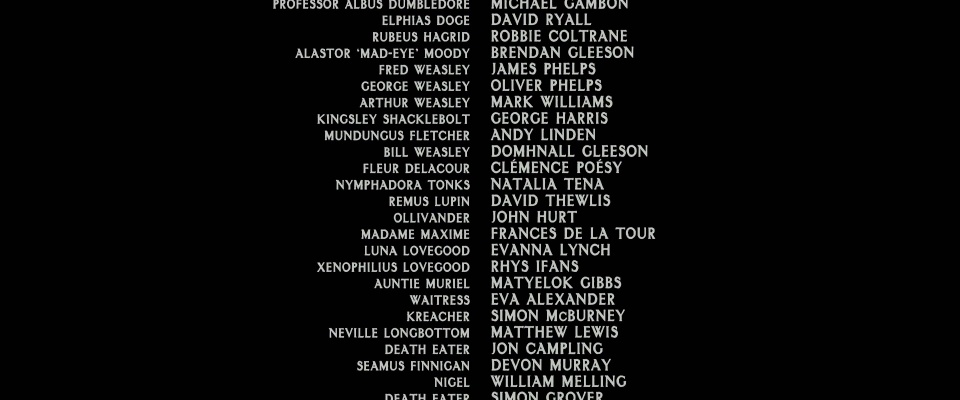 PROFESSOR ALBUS DUMBLEDORE MICHAEL GAMBON
ELPHIAS DOGE DAVID RYALL
RUBEUS HAGRID ROBBIE COLTRANE
ALASTOR ‘MAD-EYE’ MOODY BRENDAN GLEESON
FRED WEASLEY JAMES PHELPS
GEORGE WEASLEY OLIVER PHELPS
ARTHUR WEASLEY MARK WILLIAMS
KINGSLEY SHACKLEBOLT GEORGE HARRIS
MUNDUNGUS FLETCHER ANDY LINDEN
BILL WEASLEY DOMHNALL GLEESON
FLEUR DELACOUR CLÉMENCE POÉSY
NYMPHADORA TONKS NATALIA TENA
REMUS LUPIN DAVID THEWLIS
OLLIVANDER JOHN HURT
MADAME MAXIME FRANCES DE LA TOUR
LUNA LOVEGOOD EVANNA LYNCH
XENOPHILIUS LOVEGOOD RHYS IFANS
AUNTIE MURIEL MATYELOK GIBBS
WAITRESS EVA ALEXANDER
KREACHER SIMON McBURNEY
NEVILLE LONGBOTTOM MATTHEW LEWIS
DEATH EATER JON CAMPLING
SEAMUS FINNIGAN DEVON MURRAY
NIGEL WILLIAM MELLING
DEATH EATER SIMON GROVER